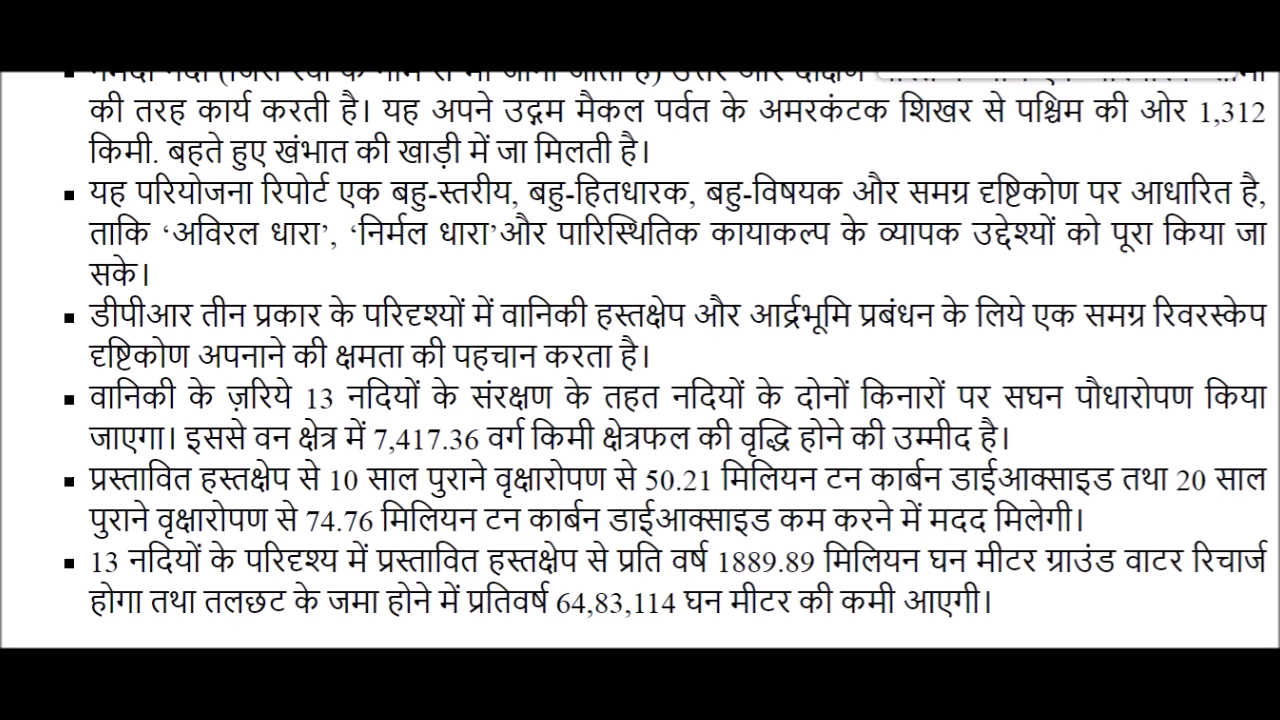 की तरह कार्य करती है। यह अपने उद्गम मैकल पर्वत के अमरकंटक शिखर से पश्चिम की ओर 1,312
किमी. बहते हुए खंभात की खाड़ी में जा मिलती है।
▪ यह परियोजना रिपोर्ट एक बहु-स्तरीय, बहु-हितधारक, बहु-विषयक और समग्र दृष्टिकोण पर आधारित है,
ताकि ‘अविरल धारा’, ‘निर्मल धारा’और पारिस्थितिक कायाकल्प के व्यापक उद्देश्यों को पूरा किया जा
सके।
▪ डीपीआर तीन प्रकार के परिदृश्यों में वानिकी हस्तक्षेप और आर्द्रभूमि प्रबंधन के लिये एक समग्र रिवरस्केप
दृष्टिकोण अपनाने की क्षमता की पहचान करता है।
▪ वानिकी के ज़रिये 13 नदियों के संरक्षण के तहत नदियों के दोनों किनारों पर सघन पौधारोपण किया
जाएगा। इससे वन क्षेत्र में 7,417.36 वर्ग किमी क्षेत्रफल की वृद्धि होने की उम्मीद है।
▪ प्रस्तावित हस्तक्षेप से 10 साल पुराने वृक्षारोपण से 50.21 मिलियन टन कार्बन डाईआक्साइड तथा 20 साल
पुराने वृक्षारोपण से 74.76 मिलियन टन कार्बन डाईआक्साइड कम करने में मदद मिलेगी।
▪ 13 नदियों के परिदृश्य में प्रस्तावित हस्तक्षेप से प्रति वर्ष 1889.89 मिलियन घन मीटर ग्राउंड वाटर रिचार्ज
होगा तथा तलछट के जमा होने में प्रतिवर्ष 64,83,114 घन मीटर की कमी आएगी।